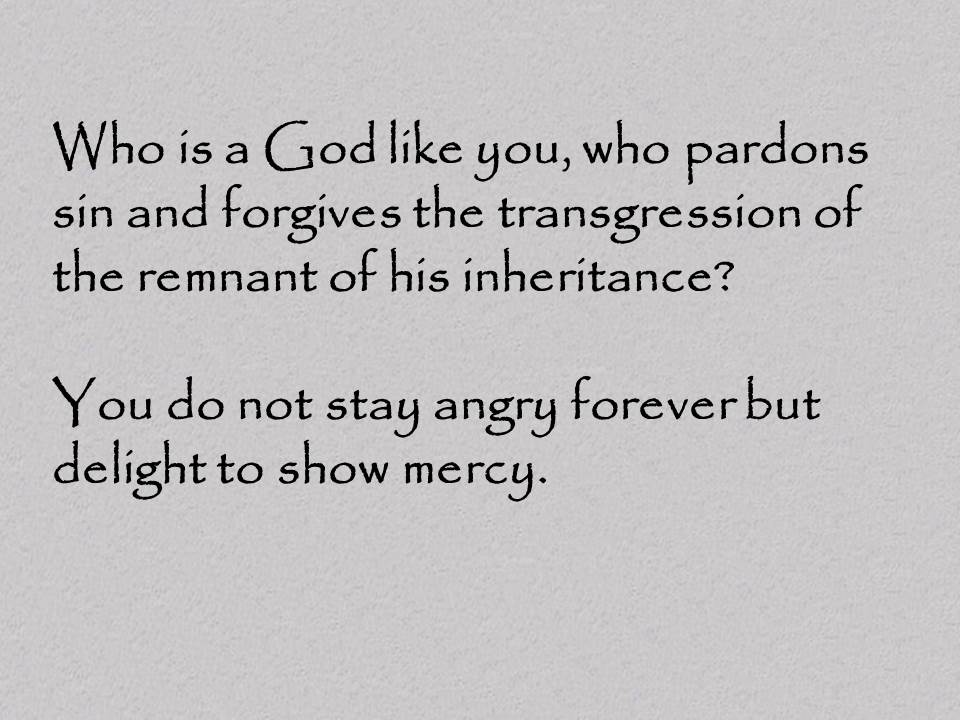 Who is a God like you, who pardons
sin and forgives the transgression of
the remnant of his inheritance?
You do not stay angry forever but
delight to show mercy.